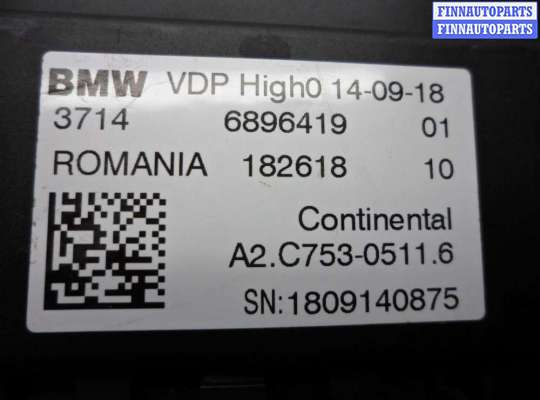 FINNAUTOPARTS
FINNAUTOPARTS
BMW VDP High0 14-09-18
3714 6896419 01
ROMANIA 182618 10
Continental
A2.C753-0511.6
SN:1809140875